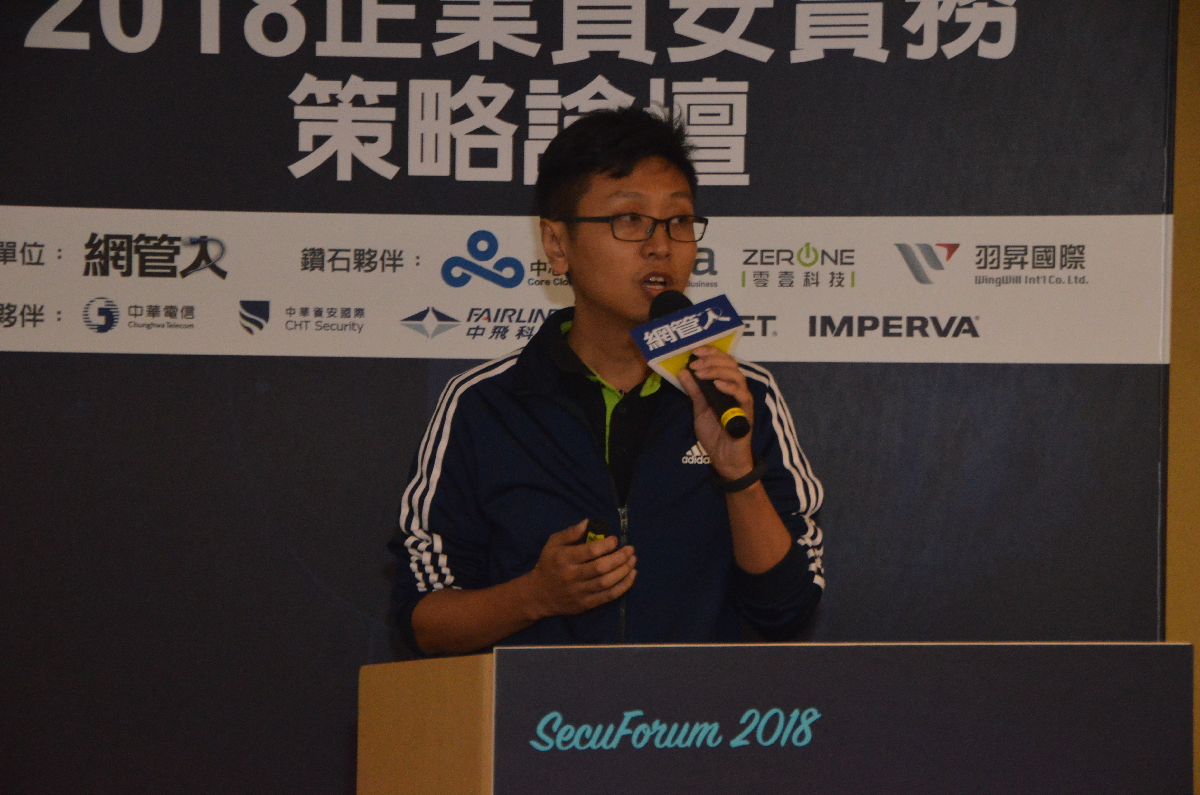 2018企業資安實務
策略論壇
單位：
網管人
鑽石夥伴：
ZERONE
零壹科技
羽昇國際
WingWill Int'l Co. Ltd.
夥伴：
中華電信
Chunghwa Telecom
中華資安國際
CHT Security
FAIRLINE
中飛科
IMPERVA
網管人
adidas
SecuForum 2018